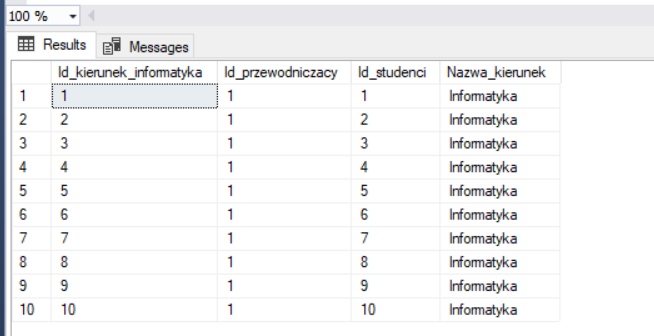 100 %
Results Messages
Id_kierunek_informatyka Id_przewodniczacy Id_studenci Nazwa_kierunek
1 1 1 1 Informatyka
2 2 1 2 Informatyka
3 3 1 3 Informatyka
4 4 1 4 Informatyka
5 5 1 5 Informatyka
6 6 1 6 Informatyka
7 7 1 7 Informatyka
8 8 1 8 Informatyka
9 9 1 9 Informatyka
10 10 1 10 Informatyka